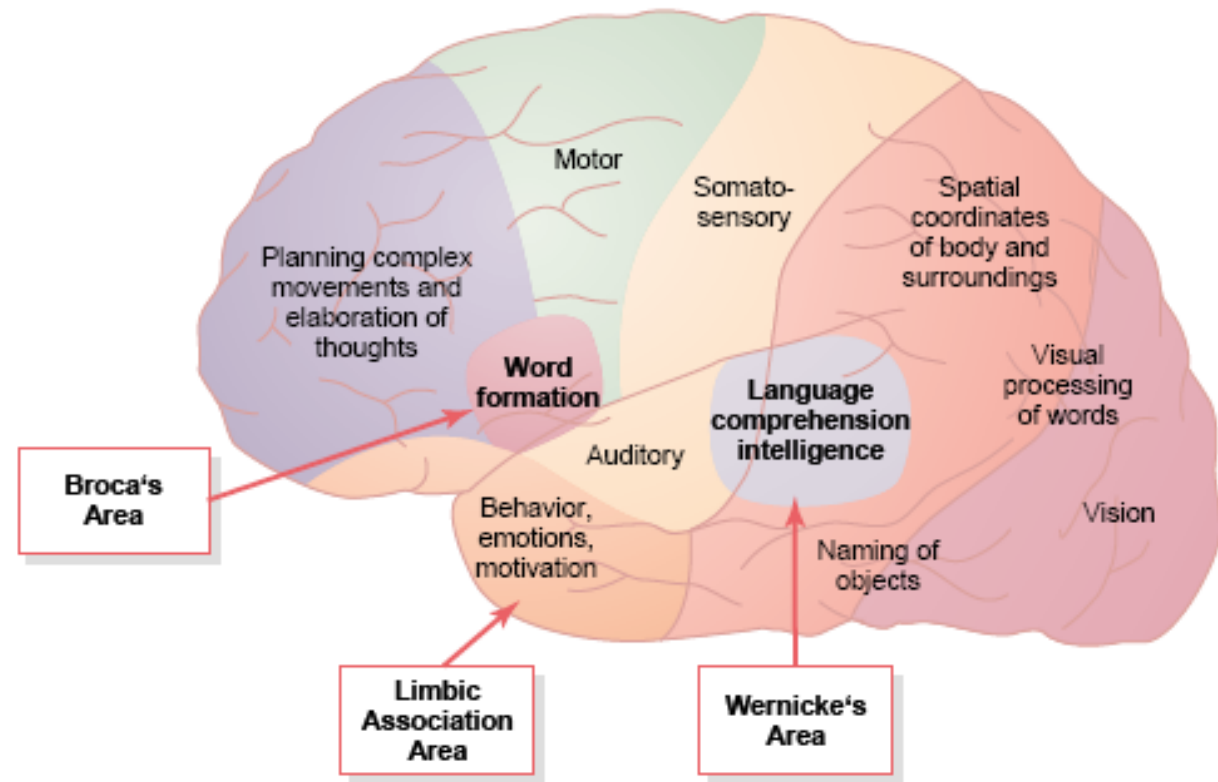 Motor
Somato-
sensory
Spatial
coordinates
of body and
surroundings
Planning complex
movements and
elaboration of
thoughts
Word
formation
Visual
processing
of words
Language
comprehension
intelligence
Auditory
Broca‘s
Area
Behavior,
emotions,
motivation
Vision
Naming of
objects
Limbic
Association
Area
Wernicke‘s
Area